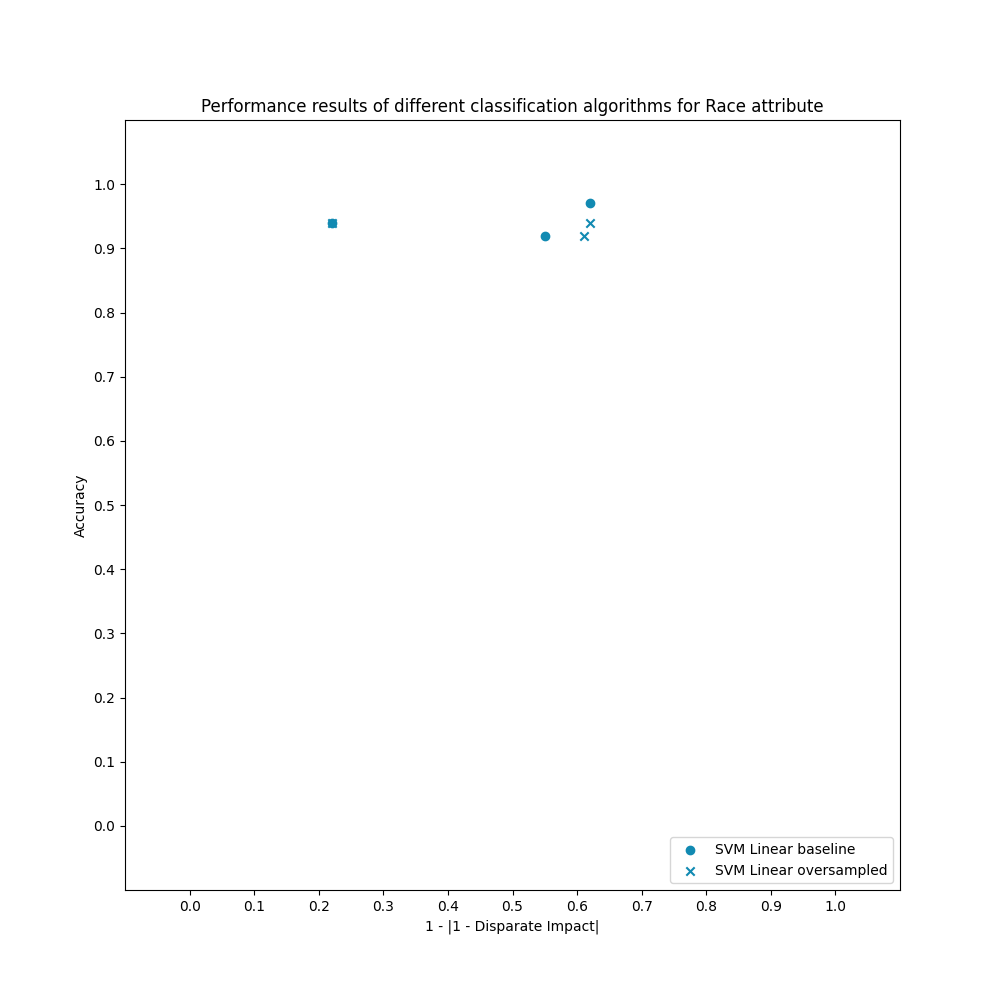 Performance results of different classification algorithms for Race attribute
1.0
0.9
0.8
0.7
0.6
0.5
0.4
0.3
0.2
0.1
0.0
Accuracy
SVM Linear baseline
SVM Linear oversampled
0.0 0.1 0.2 0.3 0.4 0.5 0.6 0.7 0.8 0.9 1.0
1 - |1 - Disparate Impact|